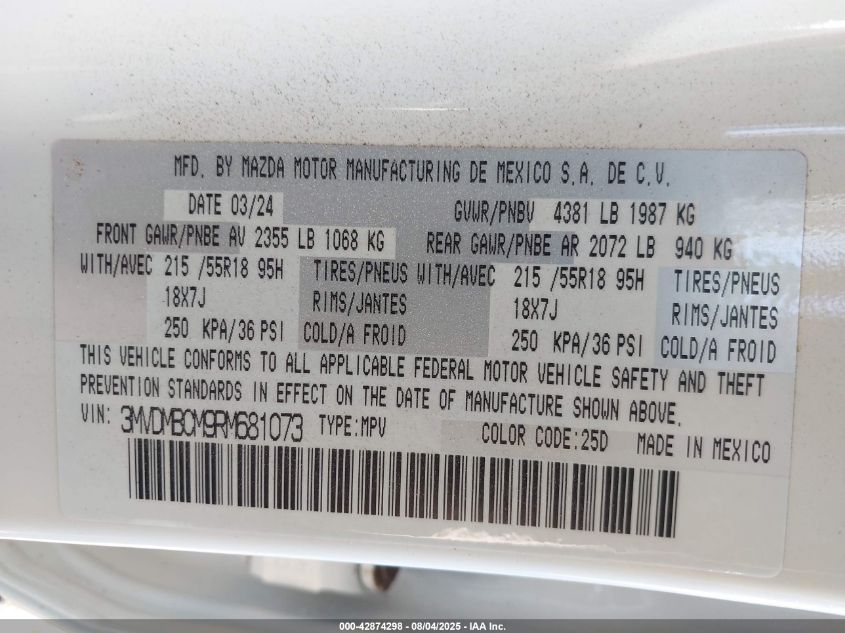 MFD. BY MAZDA MOTOR MANUFACTURING DE MEXICO S.A. DE C.V.
DATE 03/24 GVWR/PNBV 4381 LB 1987 KG
FRONT GAWR/PNBE AV 2355 LB 1068 KG REAR GAWR/PNBE AR 2072 LB 940 KG
WITH/AVEC 215 /55R18 95H TIRES/PNEUS WITH/AVEC 215 /55R18 95H TIRES/PNEUS
18X7J RIMS/JANTES 18X7J RIMS/JANTES
250 KPA/36 PSI COLD/A FROID 250 KPA/36 PSI COLD/A FROID
THIS VEHICLE CONFORMS TO ALL APPLICABLE FEDERAL MOTOR VEHICLE SAFETY AND THEFT
PREVENTION STANDARDS IN EFFECT ON THE DATE OF MANUFACTURE SHOWN ABOVE.
VIN: 3MVDMBCM9RM681073 TYPE:MPV COLOR CODE:25D MADE IN MEXICO
000-42874298 - 08/04/2025 - IAA Inc.